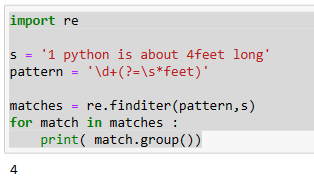 import re
s = '1 python is about 4feet long'
pattern = '\d+(?=\s*feet)'
matches = re.finditer(pattern,s)
for match in matches :
    print( match.group())
4